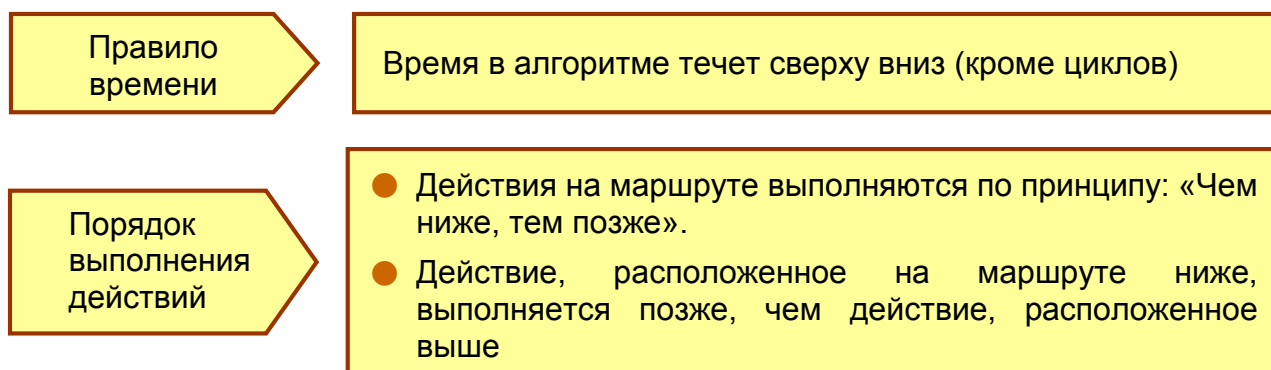 Правило
времени
Время в алгоритме течет сверху вниз (кроме циклов)
Порядок
выполнения
действий
Действия на маршруте выполняются по принципу: «Чем
ниже, тем позже».
Действие, расположенное на маршруте ниже,
выполняется позже, чем действие, расположенное
выше